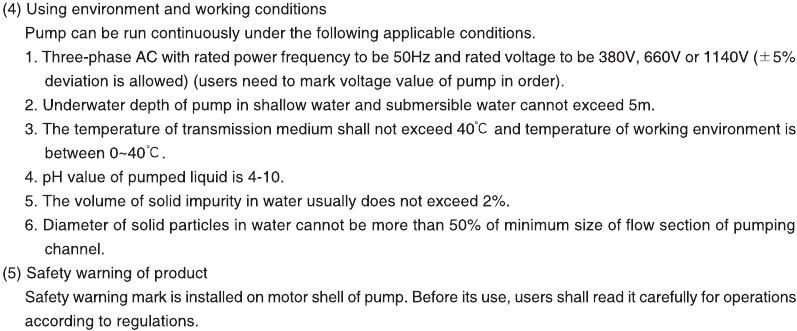 (4) Using environment and working conditions
Pump can be run continuously under the following applicable conditions.
1. Three-phase AC with rated power frequency to be 50Hz and rated voltage to be 380V, 660V or 1140V (±5%
deviation is allowed) (users need to mark voltage value of pump in order).
2. Underwater depth of pump in shallow water and submersible water cannot exceed 5m.
3. The temperature of transmission medium shall not exceed 40℃ and temperature of working environment is
between 0~40℃.
4. pH value of pumped liquid is 4-10.
5. The volume of solid impurity in water usually does not exceed 2%.
6. Diameter of solid particles in water cannot be more than 50% of minimum size of flow section of pumping
channel.
(5) Safety warning of product
Safety warning mark is installed on motor shell of pump. Before its use, users shall read it carefully for operations
according to regulations.